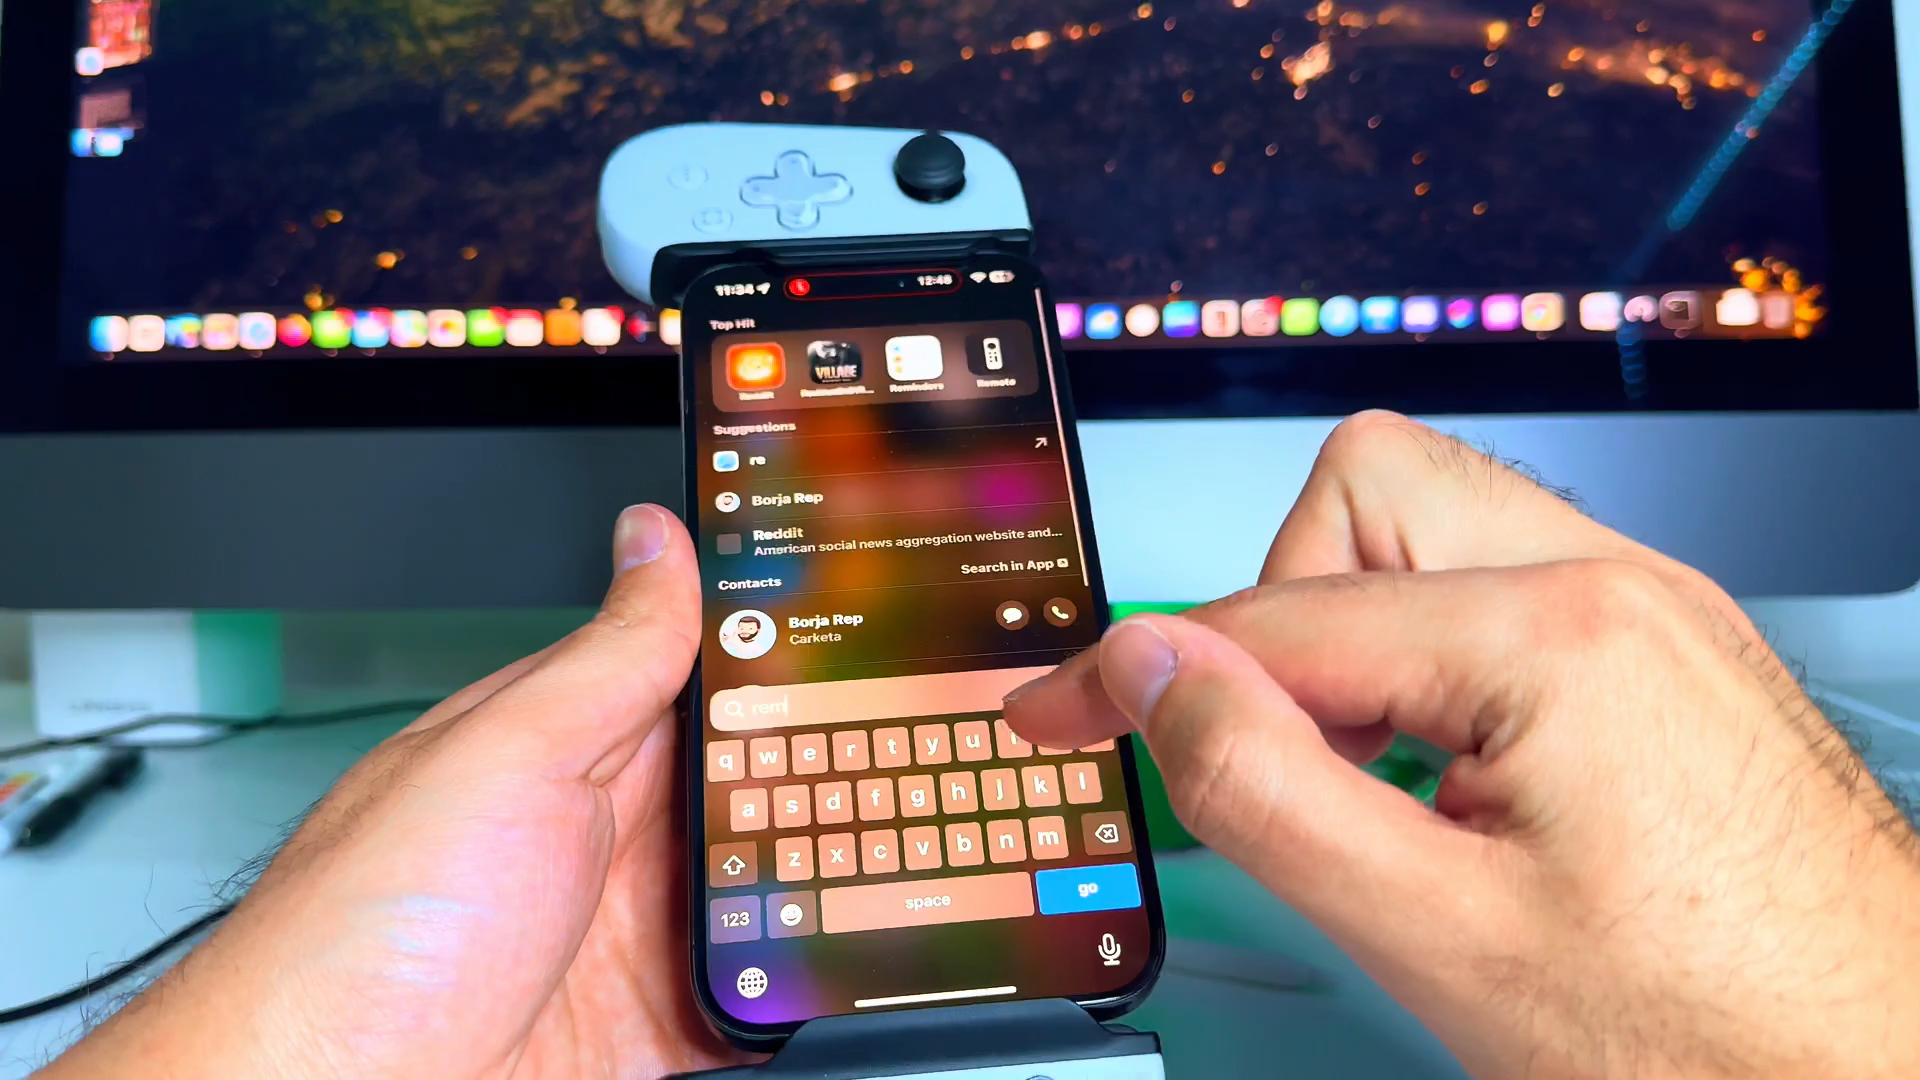 11:34
12:48
Top Hit
VILLAGE
Reddit
Reminders
Remote
Suggestions
re
Borja Rep
Reddit
American social news aggregation website and...
Search in App
Contacts
Borja Rep
Carketa
rem
q w e r t y u i
a s d f g h j k l
z x c v b n m
123
space
go